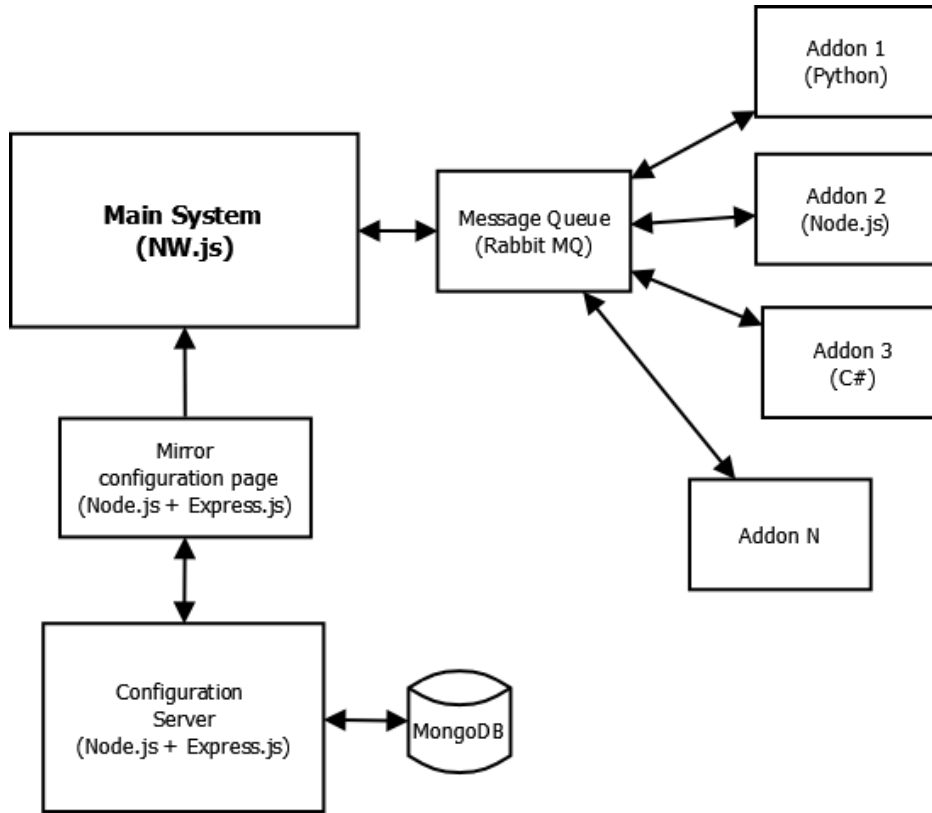 Addon 1
(Python)
Main System
(NW.js)
Message Queue
(Rabbit MQ)
Addon 2
(Node.js)
Addon 3
(C#)
Mirror
configuration page
(Node.js + Express.js)
Addon N
Configuration
Server
(Node.js + Express.js)
MongoDB